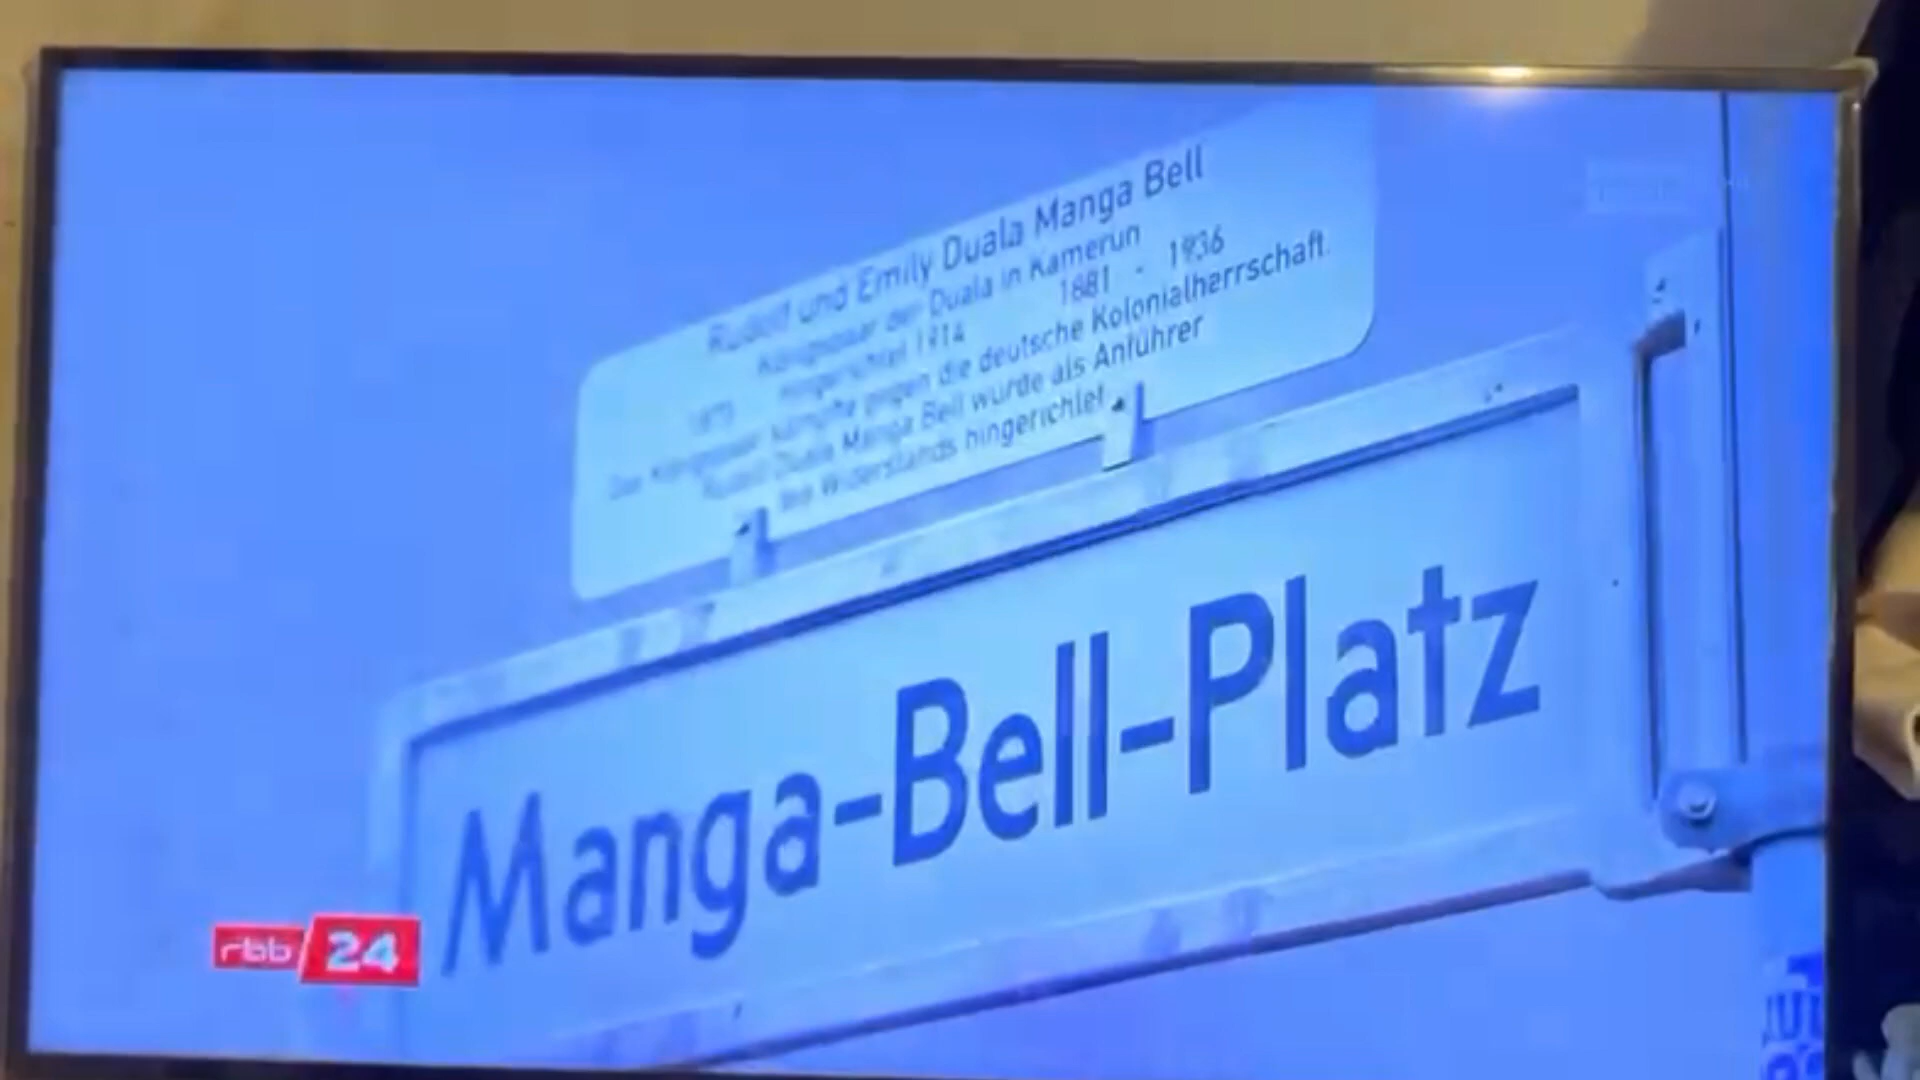 Rudolf und Emily Duala Manga Bell
Königspaar der Duala in Kamerun
1873 hingerichtet 1914 1881 - 1936
Das Königspaar kämpfte gegen die deutsche Kolonialherrschaft.
Rudolf Duala Manga Bell wurde als Anführer
des Widerstands hingerichtet.
Manga-Bell-Platz
rbb 24